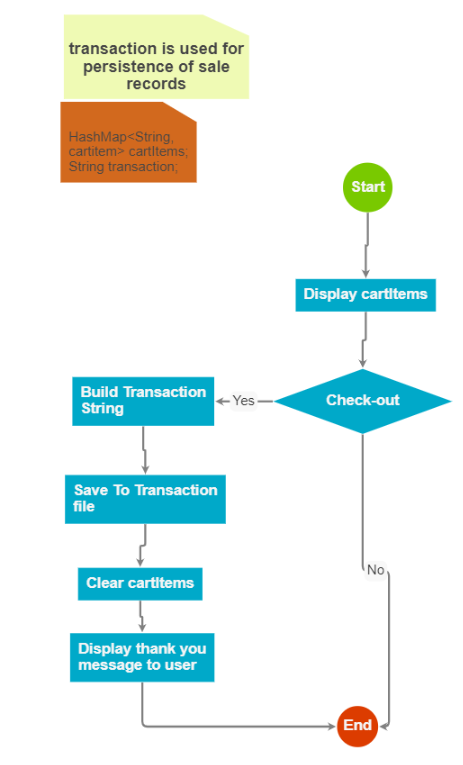 transaction is used for
persistence of sale
records
HashMap<String,
cartitem> cartItems;
String transaction;
Start
Display cartItems
Check-out
Yes
Build Transaction
String
Save To Transaction
file
No
Clear cartItems
Display thank you
message to user
End